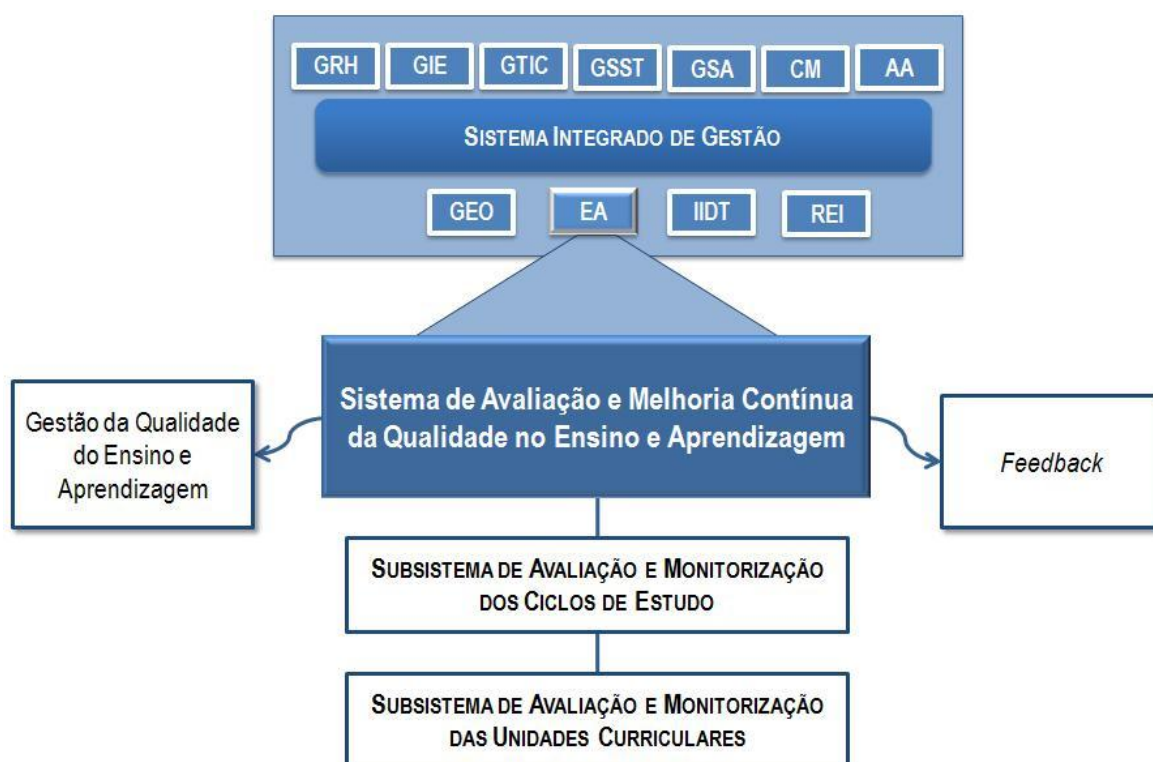 GRH GIE GTIC GSST GSA CM AA
SISTEMA INTEGRADO DE GESTÃO
GEO EA IIDT REI
Sistema de Avaliação e Melhoria Contínua
da Qualidade no Ensino e Aprendizagem
Gestão da Qualidade
do Ensino e
Aprendizagem
Feedback
SUBSISTEMA DE AVALIAÇÃO E MONITORIZAÇÃO
DOS CICLOS DE ESTUDO
SUBSISTEMA DE AVALIAÇÃO E MONITORIZAÇÃO
DAS UNIDADES CURRICULARES